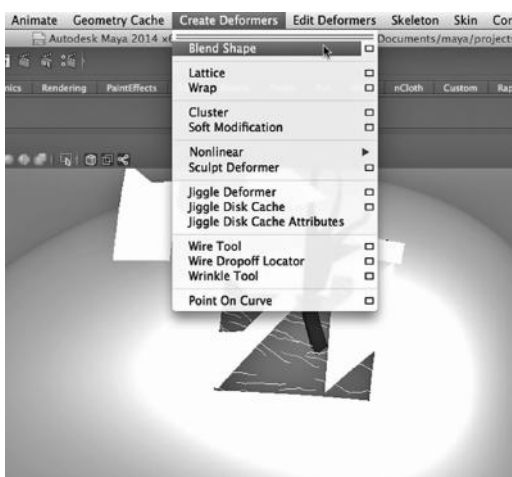 Animate Geometry Cache Create Deformers Edit Deformers Skeleton Skin
Autodesk Maya 2014 Documents/maya/project
Rendering PaintEffects nCloth Custom
Blend Shape
Lattice
Wrap
Cluster
Soft Modification
Nonlinear
Sculpt Deformer
Jiggle Deformer
Jiggle Disk Cache
Jiggle Disk Cache Attributes
Wire Tool
Wire Dropoff Locator
Wrinkle Tool
Point On Curve